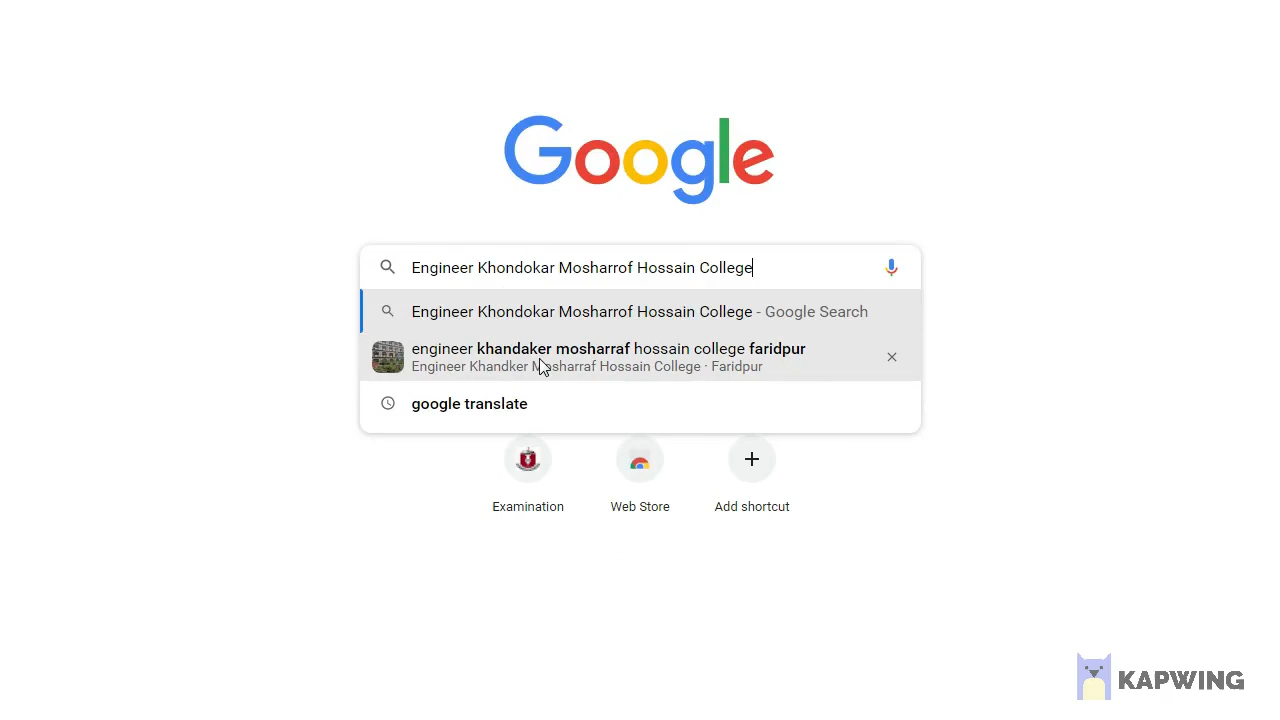 Google
Engineer Khondokar Mosharrof Hossain College
Engineer Khondokar Mosharrof Hossain College - Google Search
engineer khandaker mosharraf hossain college faridpur
Engineer Khandker Mosharraf Hossain College · Faridpur
google translate
Examination
Web Store
Add shortcut
KAPWING